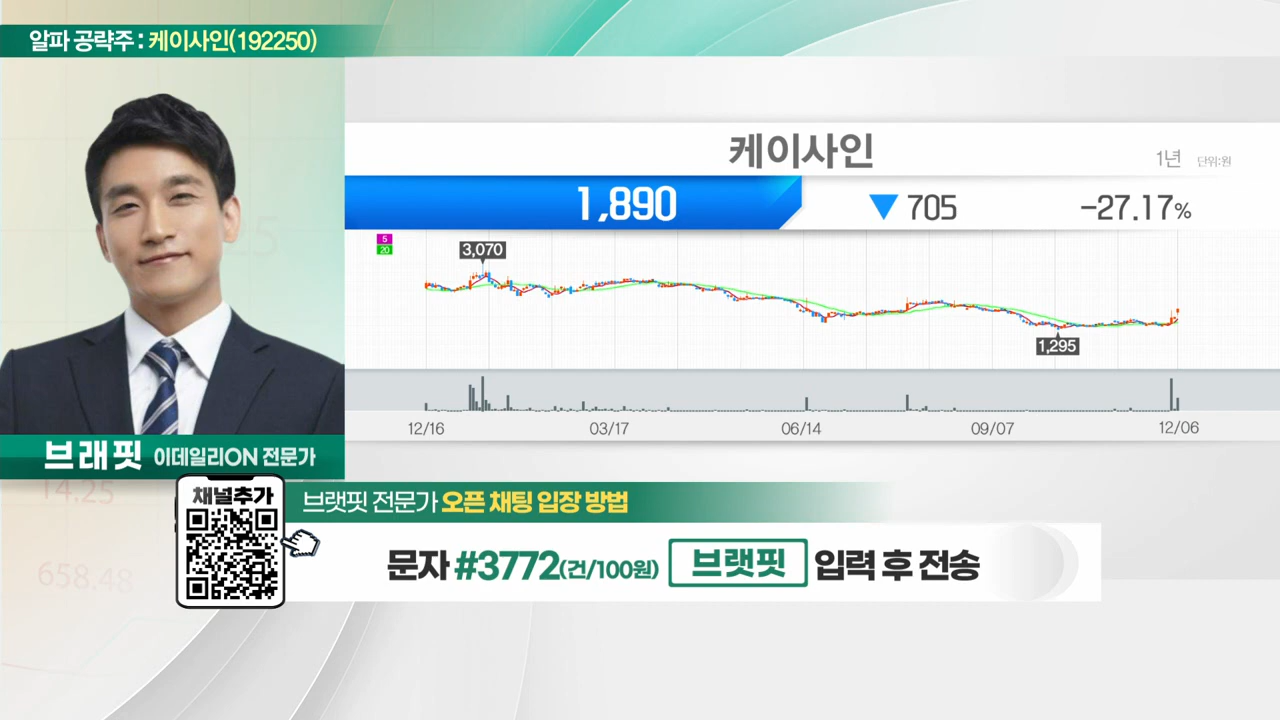 알파 공략주 : 케이사인(192250)
케이사인
1년 단위:원
1,890 ▼ 705 -27.17%
5
20
3,070
1,295
12/16 03/17 06/14 09/07 12/06
브래핏 이데일리ON 전문가
14.25
채널추가
브랫핏 전문가 오픈 채팅 입장 방법
문자 #3772(건/100원) 브랫핏 입력 후 전송
658.48